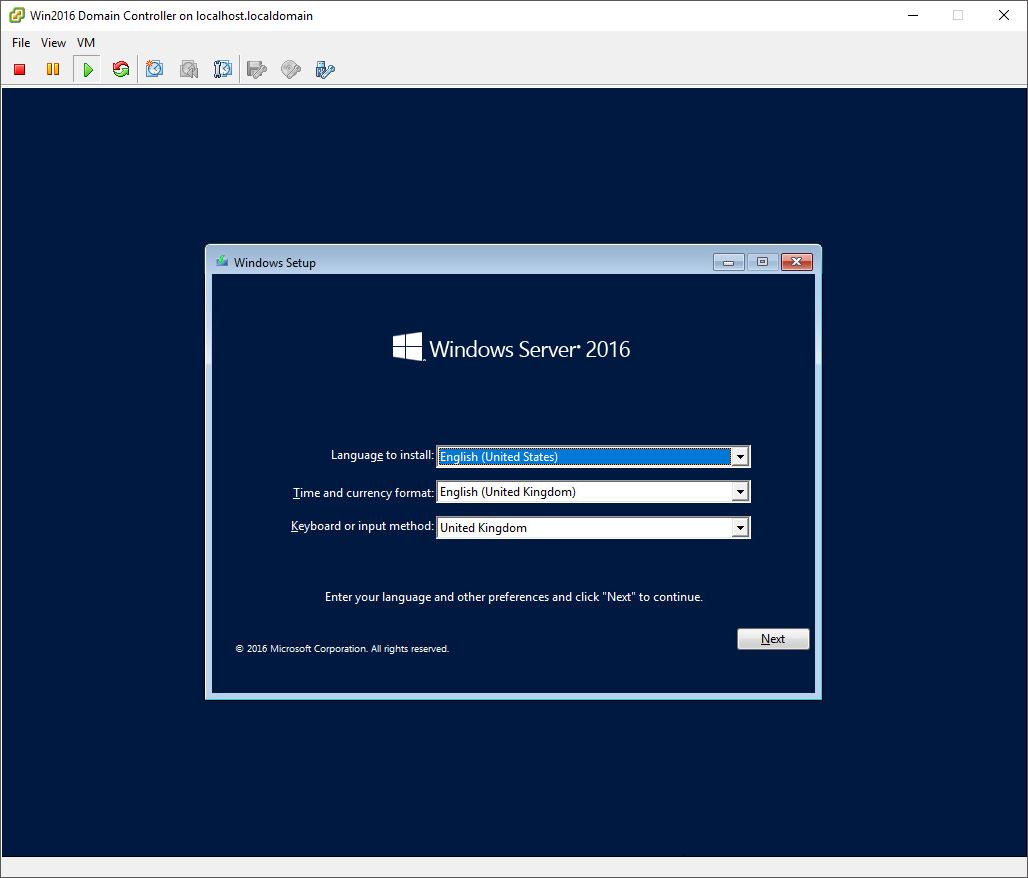 Win2016 Domain Controller on localhost.localdomain
File View VM
Windows Setup
Windows Server® 2016
Language to install: English (United States)
Time and currency format: English (United Kingdom)
Keyboard or input method: United Kingdom
Enter your language and other preferences and click "Next" to continue.
Next
© 2016 Microsoft Corporation. All rights reserved.